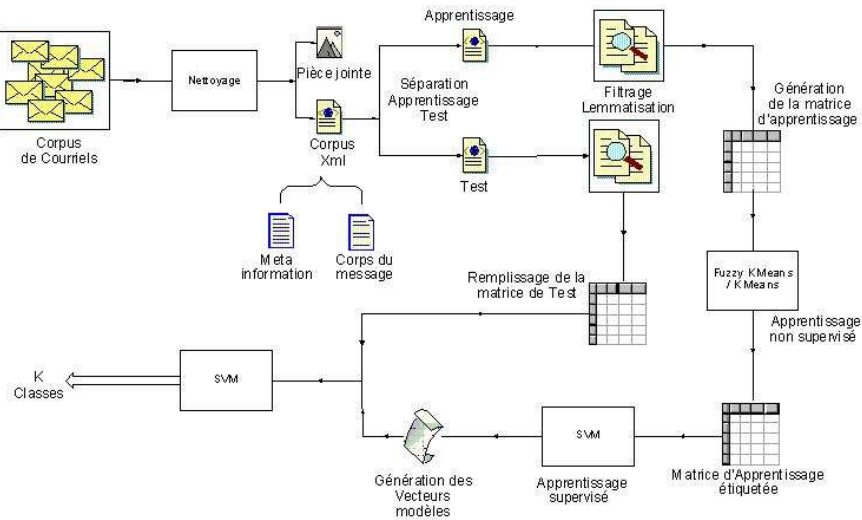 Corpus
de Courriels
Nettoyage
Pièce jointe
Corpus
Xml
Meta
information
Corps du
message
Apprentissage
Séparation
Apprentissage
Test
Test
Filtrage
Lemmatisation
Génération
de la matrice
d'apprentissage
Fuzzy KMeans
/ KMeans
Apprentissage
non supervisé
Remplissage de la
matrice de Test
Matrice d'Apprentissage
étiquetée
SVM
Apprentissage
supervisé
Génération des
Vecteurs
modèles
SVM
K
Classes